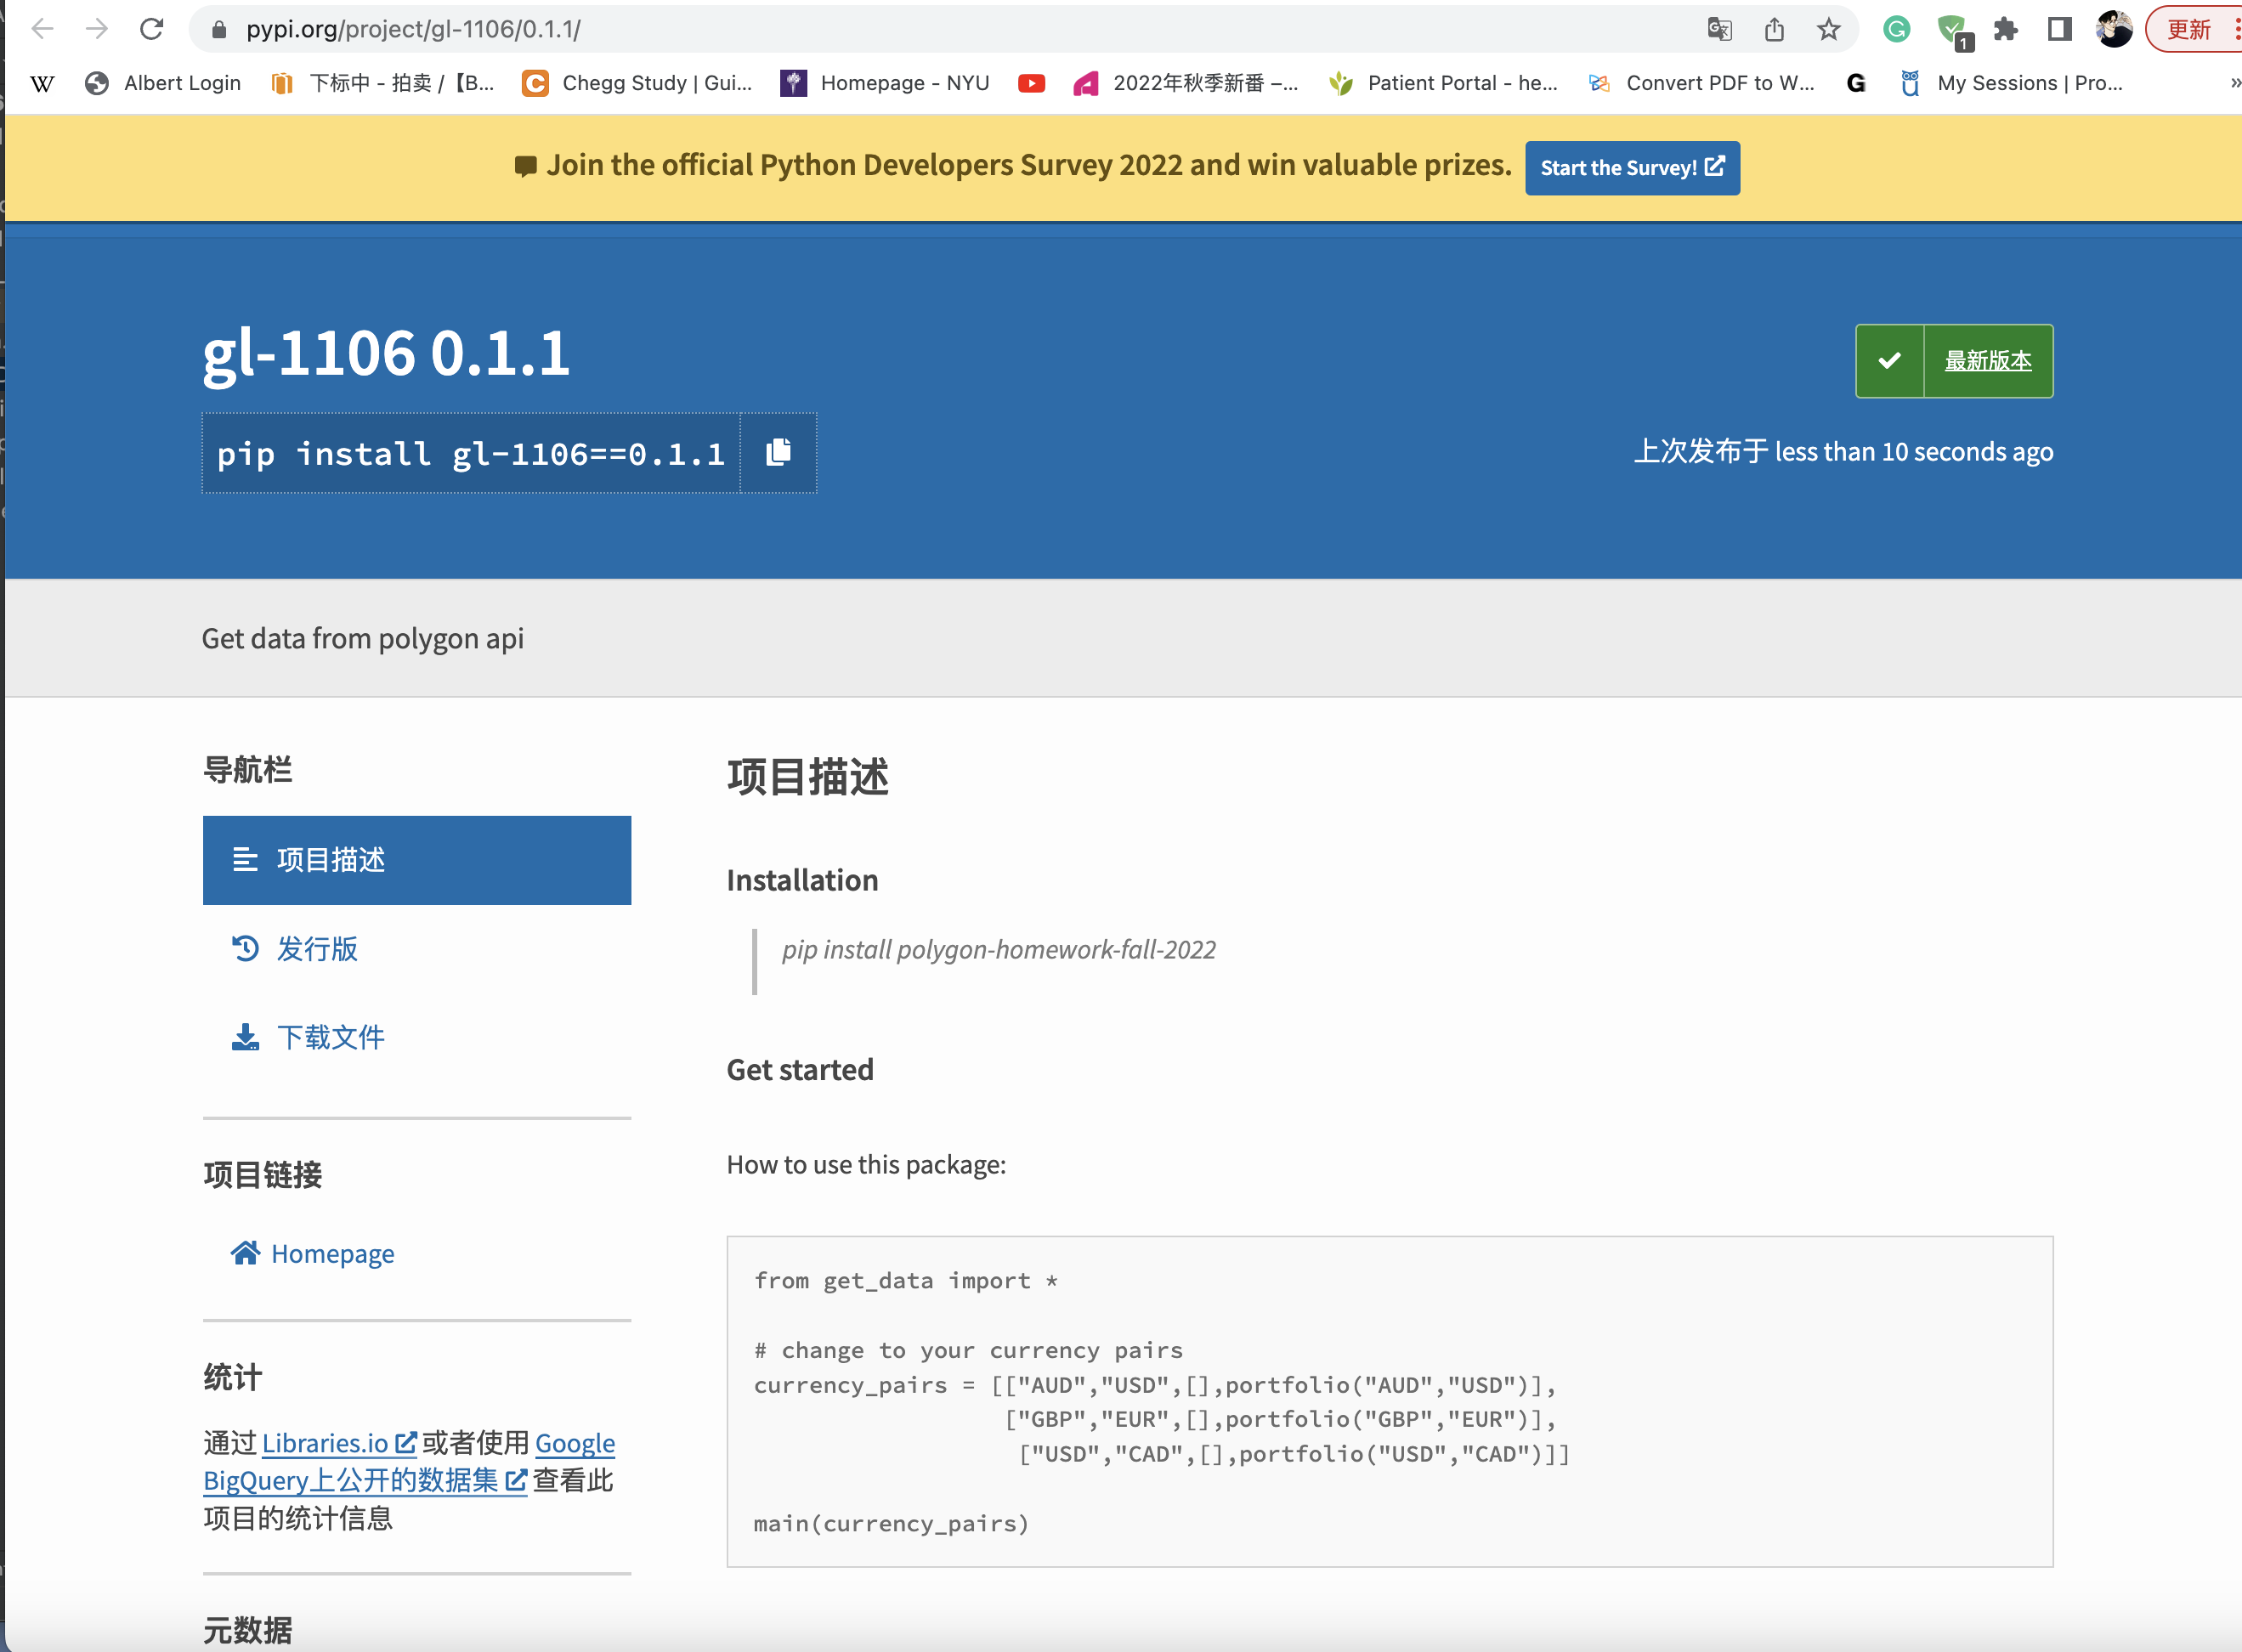 pypi.org/project/gl-1106/0.1.1/
1
更新
W
Albert Login
下标中 - 拍卖 /【B...
Chegg Study | Gui...
Homepage - NYU
2022年秋季新番 –...
Patient Portal - he...
Convert PDF to W...
G
My Sessions | Pro...
»
Join the official Python Developers Survey 2022 and win valuable prizes.
Start the Survey!
gl-1106 0.1.1
最新版本
pip install gl-1106==0.1.1
上次发布于 less than 10 seconds ago
Get data from polygon api
导航栏
项目描述
发行版
下载文件
项目链接
Homepage
统计
通过 Libraries.io 或者使用 Google
BigQuery上公开的数据集 查看此
项目的统计信息
元数据
项目描述
Installation
pip install polygon-homework-fall-2022
Get started
How to use this package:
from get_data import *
# change to your currency pairs
currency_pairs = [["AUD","USD",[],portfolio("AUD","USD")],
["GBP","EUR",[],portfolio("GBP","EUR")],
["USD","CAD",[],portfolio("USD","CAD")]]
main(currency_pairs)